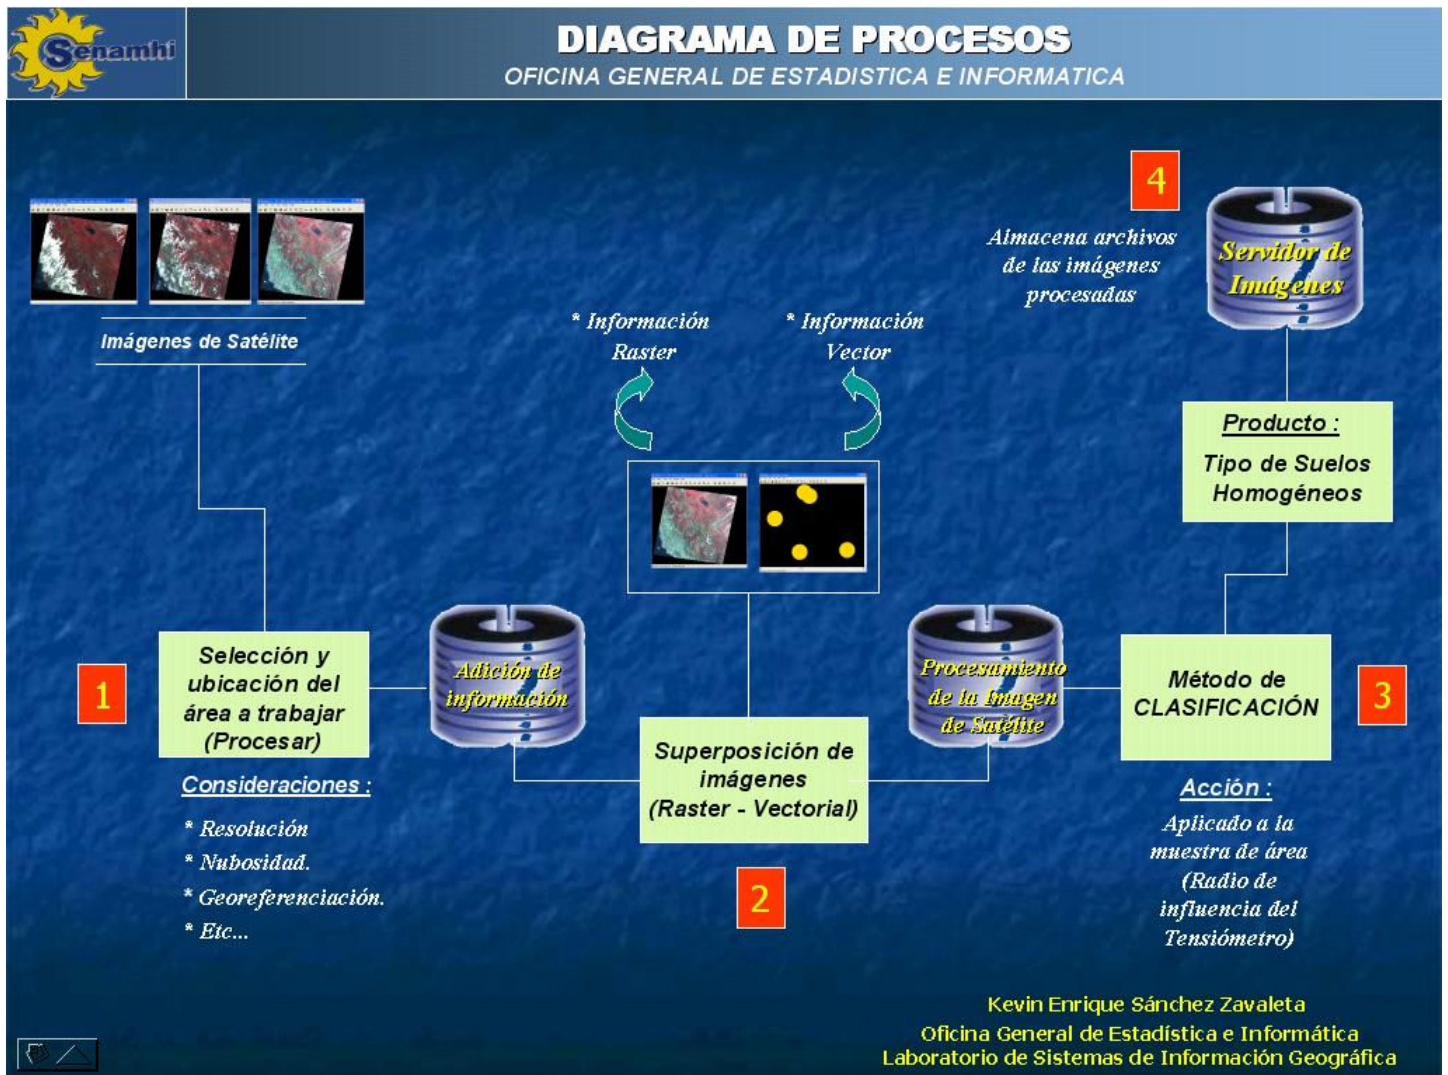 Senamhi
DIAGRAMA DE PROCESOS
OFICINA GENERAL DE ESTADISTICA E INFORMATICA
Imágenes de Satélite
1
Selección y
ubicación del
área a trabajar
(Procesar)
Consideraciones :
* Resolución
* Nubosidad.
* Georeferenciación.
* Etc...
Adición de
información
* Información
Raster
* Información
Vector
Superposición de
imágenes
(Raster - Vectorial)
2
Procesamiento
de la Imagen
de Satélite
Método de
CLASIFICACIÓN
3
Acción :
Aplicado a la
muestra de área
(Radio de
influencia del
Tensiómetro)
Producto :
Tipo de Suelos
Homogéneos
4
Almacena archivos
de las imágenes
procesadas
Servidor de
Imágenes
Kevin Enrique Sánchez Zavaleta
Oficina General de Estadística e Informática
Laboratorio de Sistemas de Información Geográfica